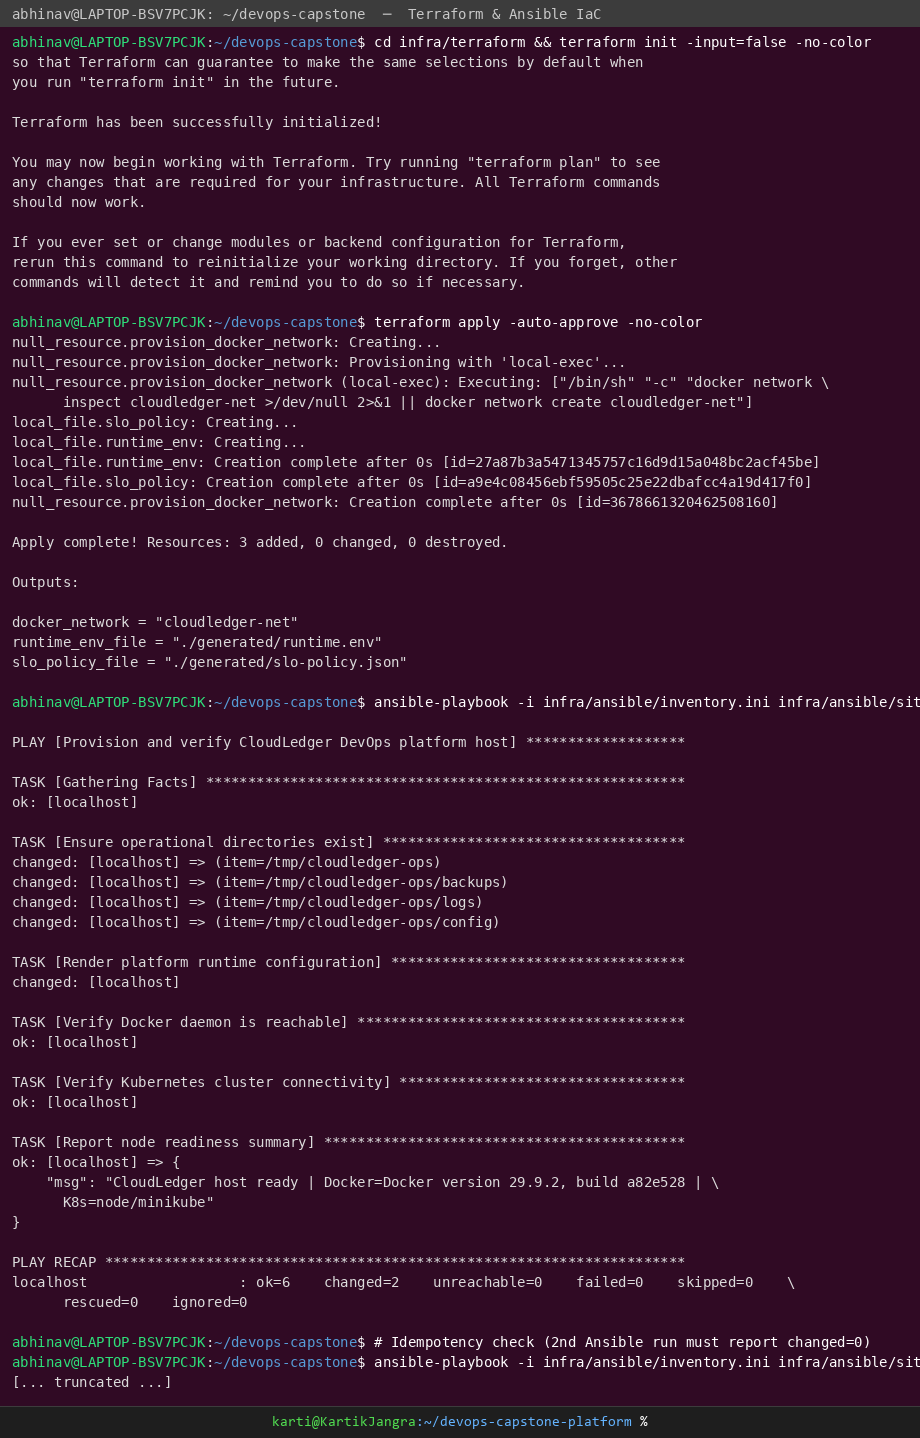 abhinav@LAPTOP-BSV7PCJK: ~/devops-capstone  —  Terraform & Ansible IaC
abhinav@LAPTOP-BSV7PCJK:~/devops-capstone$ cd infra/terraform && terraform init -input=false -no-color
so that Terraform can guarantee to make the same selections by default when
you run "terraform init" in the future.

Terraform has been successfully initialized!

You may now begin working with Terraform. Try running "terraform plan" to see
any changes that are required for your infrastructure. All Terraform commands
should now work.

If you ever set or change modules or backend configuration for Terraform,
rerun this command to reinitialize your working directory. If you forget, other
commands will detect it and remind you to do so if necessary.

abhinav@LAPTOP-BSV7PCJK:~/devops-capstone$ terraform apply -auto-approve -no-color
null_resource.provision_docker_network: Creating...
null_resource.provision_docker_network: Provisioning with 'local-exec'...
null_resource.provision_docker_network (local-exec): Executing: ["/bin/sh" "-c" "docker network \
      inspect cloudledger-net >/dev/null 2>&1 || docker network create cloudledger-net"]
local_file.slo_policy: Creating...
local_file.runtime_env: Creating...
local_file.runtime_env: Creation complete after 0s [id=27a87b3a5471345757c16d9d15a048bc2acf45be]
local_file.slo_policy: Creation complete after 0s [id=a9e4c08456ebf59505c25e22dbafcc4a19d417f0]
null_resource.provision_docker_network: Creation complete after 0s [id=3678661320462508160]

Apply complete! Resources: 3 added, 0 changed, 0 destroyed.

Outputs:

docker_network = "cloudledger-net"
runtime_env_file = "./generated/runtime.env"
slo_policy_file = "./generated/slo-policy.json"

abhinav@LAPTOP-BSV7PCJK:~/devops-capstone$ ansible-playbook -i infra/ansible/inventory.ini infra/ansible/sit

PLAY [Provision and verify CloudLedger DevOps platform host] *******************

TASK [Gathering Facts] *********************************************************
ok: [localhost]

TASK [Ensure operational directories exist] ************************************
changed: [localhost] => (item=/tmp/cloudledger-ops)
changed: [localhost] => (item=/tmp/cloudledger-ops/backups)
changed: [localhost] => (item=/tmp/cloudledger-ops/logs)
changed: [localhost] => (item=/tmp/cloudledger-ops/config)

TASK [Render platform runtime configuration] ***********************************
changed: [localhost]

TASK [Verify Docker daemon is reachable] ***************************************
ok: [localhost]

TASK [Verify Kubernetes cluster connectivity] **********************************
ok: [localhost]

TASK [Report node readiness summary] *******************************************
ok: [localhost] => {
    "msg": "CloudLedger host ready | Docker=Docker version 29.9.2, build a82e528 | \
      K8s=node/minikube"
}

PLAY RECAP *********************************************************************
localhost                  : ok=6    changed=2    unreachable=0    failed=0    skipped=0    \
      rescued=0    ignored=0

abhinav@LAPTOP-BSV7PCJK:~/devops-capstone$ # Idempotency check (2nd Ansible run must report changed=0)
abhinav@LAPTOP-BSV7PCJK:~/devops-capstone$ ansible-playbook -i infra/ansible/inventory.ini infra/ansible/sit
[... truncated ...]
karti@KartikJangra:~/devops-capstone-platform %